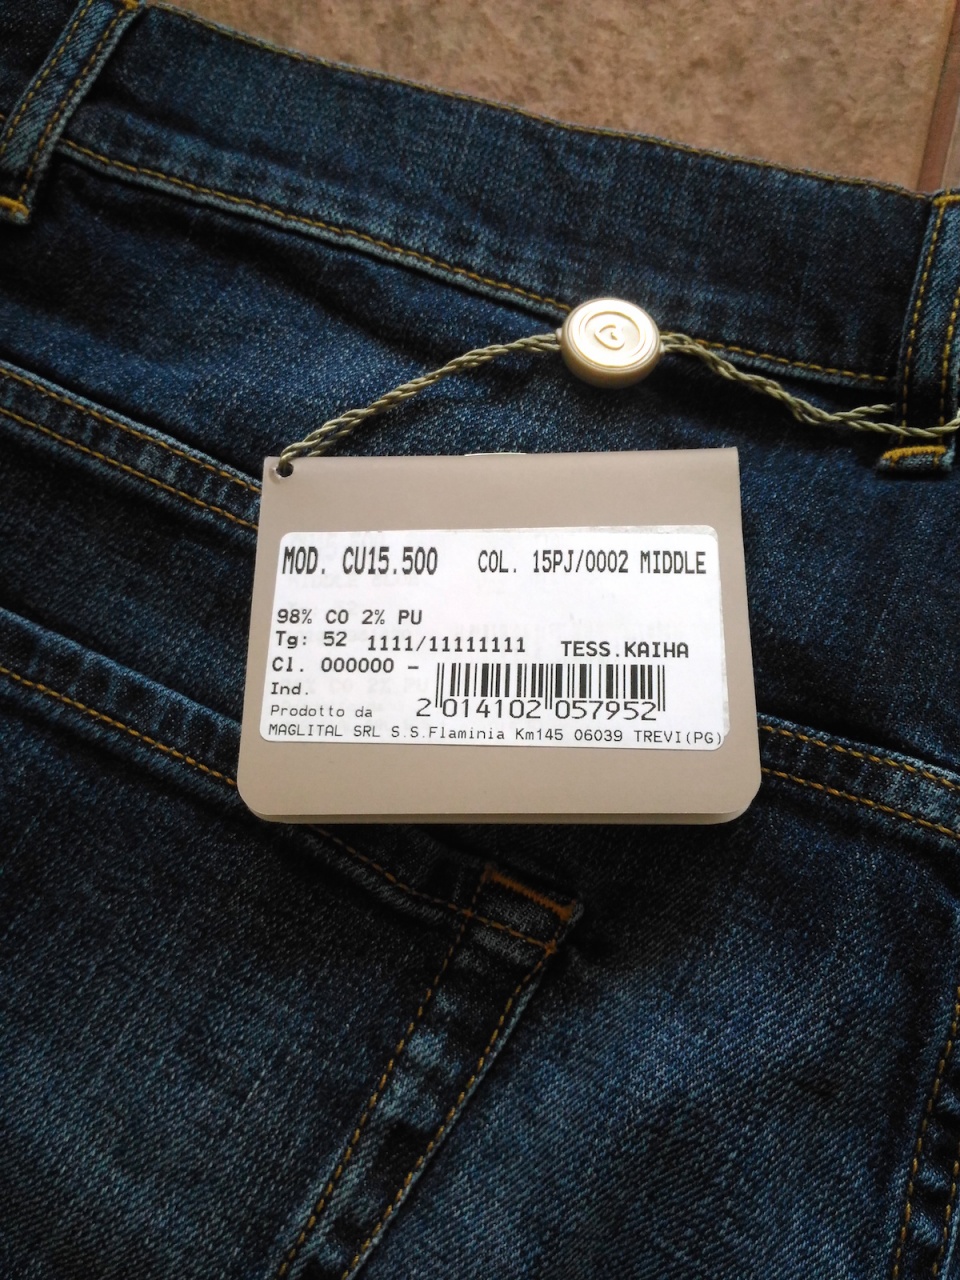 MOD. CU15.500 COL. 15PJ/0002 MIDDLE
98% CO 2% PU
Tg: 52 1111/11111111 TESS.KAIHA
Cl. 000000 -
Ind.
Prodotto da 2 014102 057952
MAGLITAL SRL S.S.Flaminia Km145 06039 TREVI(PG)